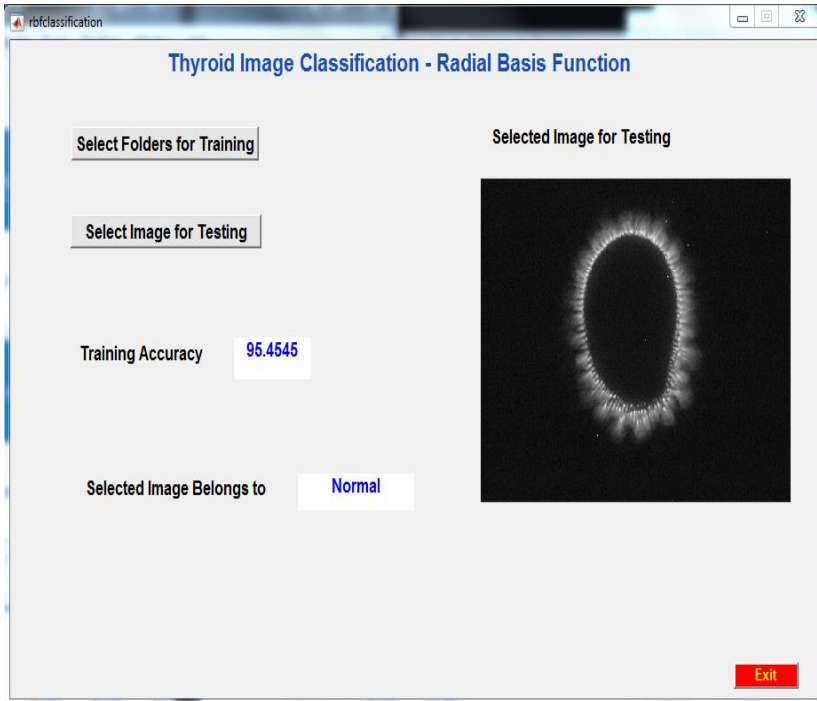 rbfclassification
Thyroid Image Classification - Radial Basis Function
Select Folders for Training
Selected Image for Testing
Select Image for Testing
Training Accuracy 95.4545
Selected Image Belongs to Normal
Exit